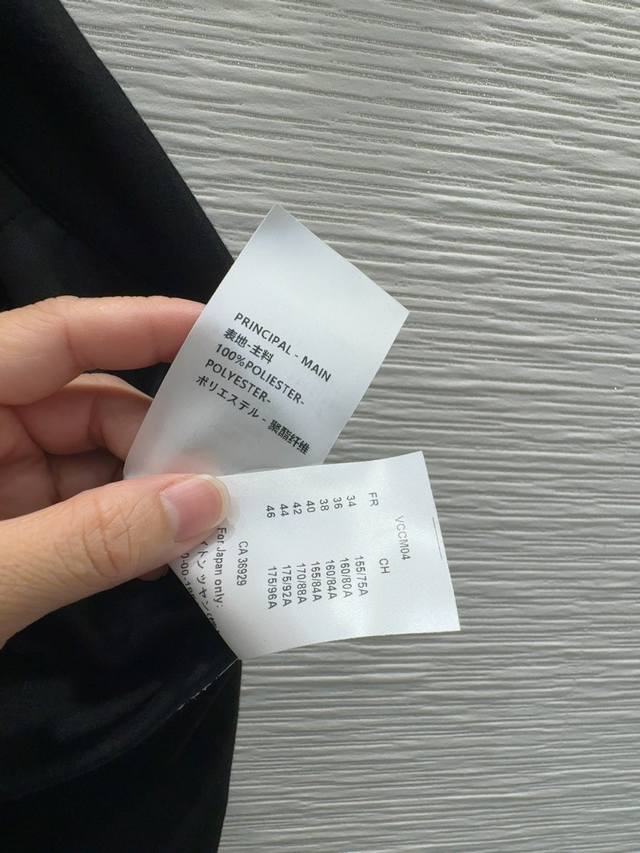 PRINCIPAL - MAIN
表地-主料
100%POLIESTER-
POLYESTER-
ポリエステル - 聚酯纤维
VCCM04
FR CH
34 155/75A
36 160/80A
38 160/84A
40 165/84A
42 170/88A
44 175/92A
46 175/96A
CA 36929
For Japan only: